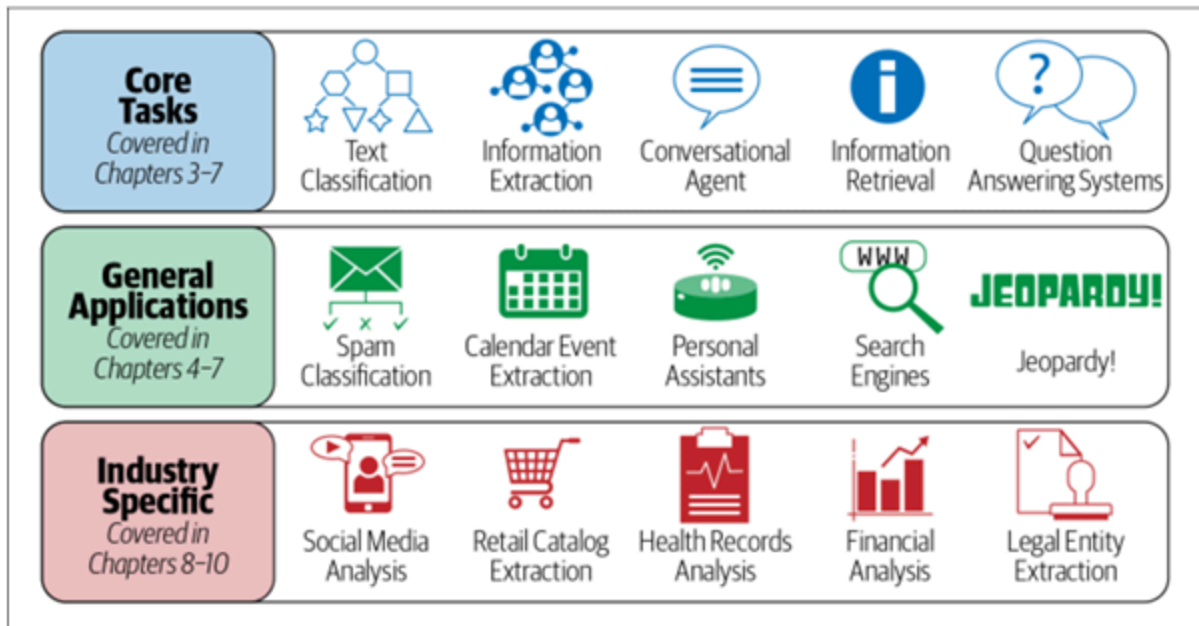 Core
Tasks
Covered in
Chapters 3–7
Text
Classification
Information
Extraction
Conversational
Agent
i
Information
Retrieval
?
Question
Answering Systems
General
Applications
Covered in
Chapters 4–7
Spam
Classification
Calendar Event
Extraction
Personal
Assistants
WWW
Search
Engines
JEOPARDY!
Jeopardy!
Industry
Specific
Covered in
Chapters 8–10
Social Media
Analysis
Retail Catalog
Extraction
Health Records
Analysis
Financial
Analysis
Legal Entity
Extraction